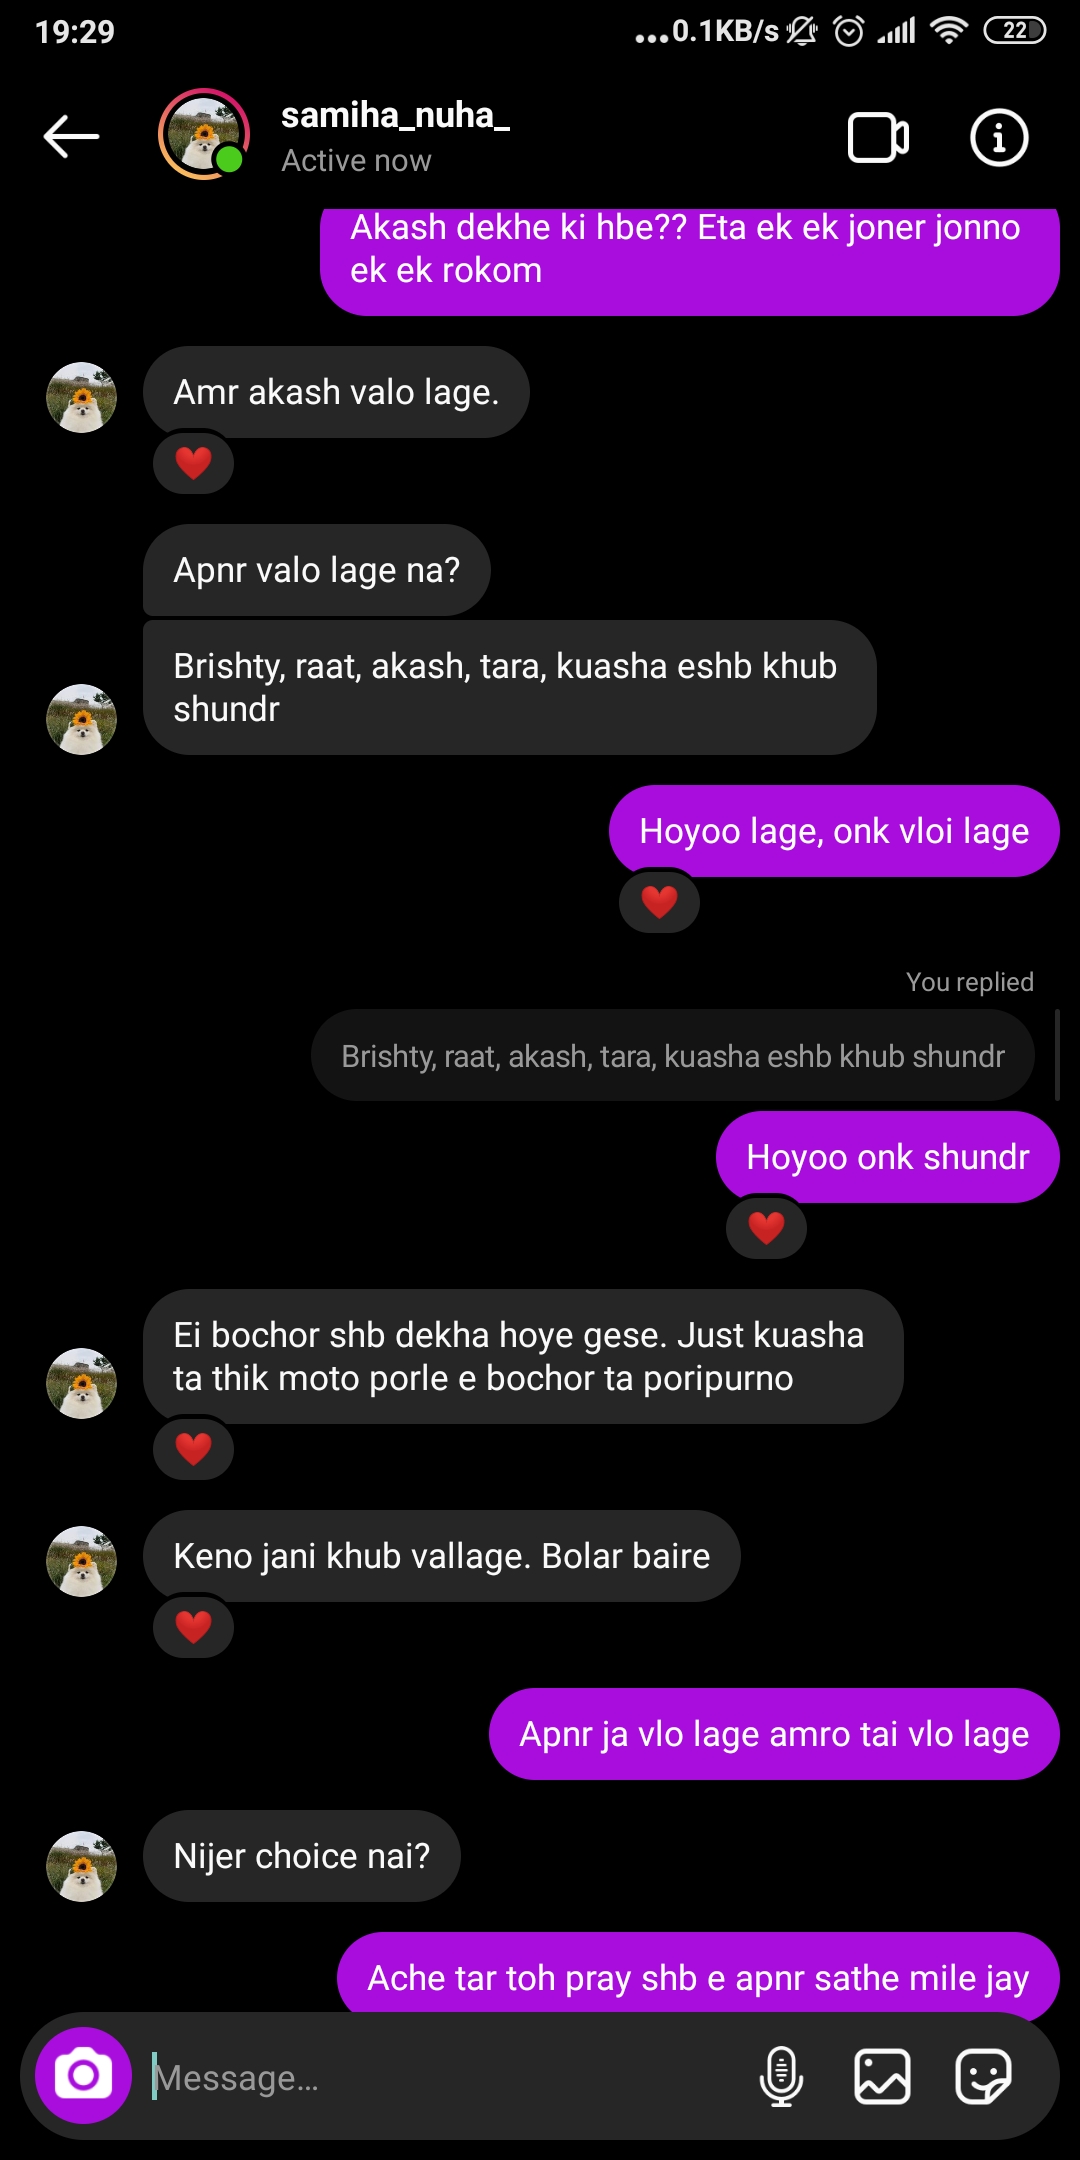 19:29
...0.1KB/s
22
samiha_nuha_
Active now
Akash dekhe ki hbe?? Eta ek ek joner jonno
ek ek rokom
Amr akash valo lage.
Apnr valo lage na?
Brishty, raat, akash, tara, kuasha eshb khub
shundr
Hoyoo lage, onk vloi lage
You replied
Brishty, raat, akash, tara, kuasha eshb khub shundr
Hoyoo onk shundr
Ei bochor shb dekha hoye gese. Just kuasha
ta thik moto porle e bochor ta poripurno
Keno jani khub vallage. Bolar baire
Apnr ja vlo lage amro tai vlo lage
Nijer choice nai?
Ache tar toh pray shb e apnr sathe mile jay
Message...